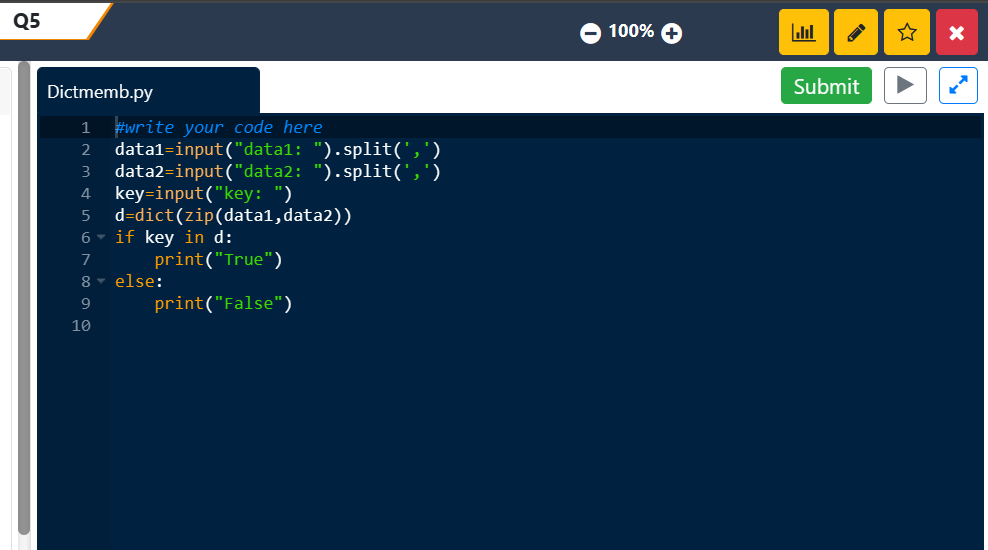 Q5
100%
Dictmemb.py
Submit
1 #write your code here
2 data1=input("data1: ").split(',')
3 data2=input("data2: ").split(',')
4 key=input("key: ")
5 d=dict(zip(data1,data2))
6 if key in d:
7     print("True")
8 else:
9     print("False")
10